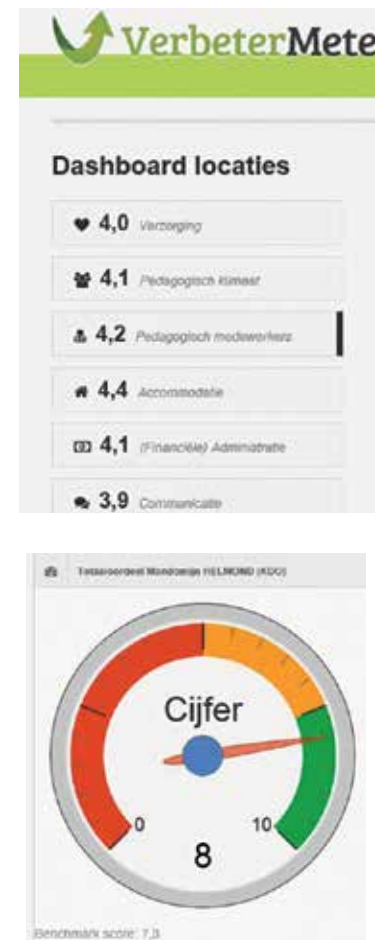 VerbeterMete
Dashboard locaties
4,0 Verzorging
4,1 Pedagogisch klimaat
4,2 Pedagogisch medewerkers
4,4 Accommodatie
4,1 (Financiële) Administratie
3,9 Communicatie
Totaaloordeel HELMOND (KDO)
Cijfer
0
10
8
Benchmark score: 7,3